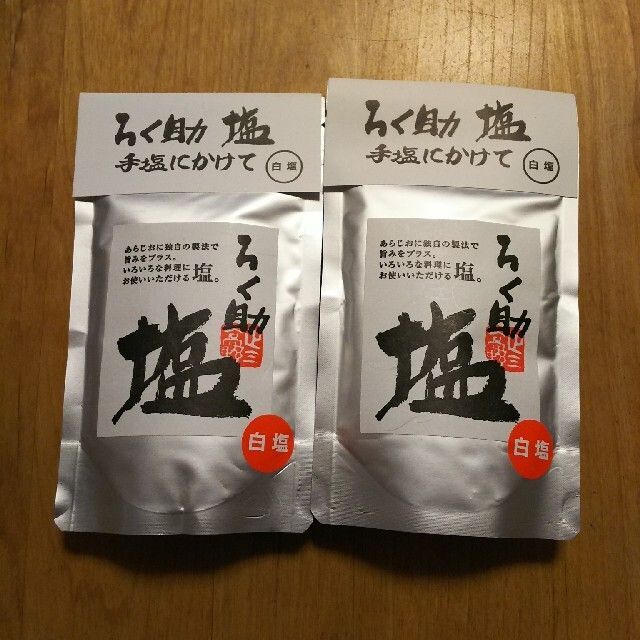 ろく助 塩
手塩にかけて
白塩
あらじおに独自の製法で
旨みをプラス。
いろいろな料理に
お使いいただける塩。
ろく助
塩
白塩
ろく助 塩
手塩にかけて
白塩
あらじおに独自の製法で
旨みをプラス。
いろいろな料理に
お使いいただける塩。
ろく助
塩
白塩